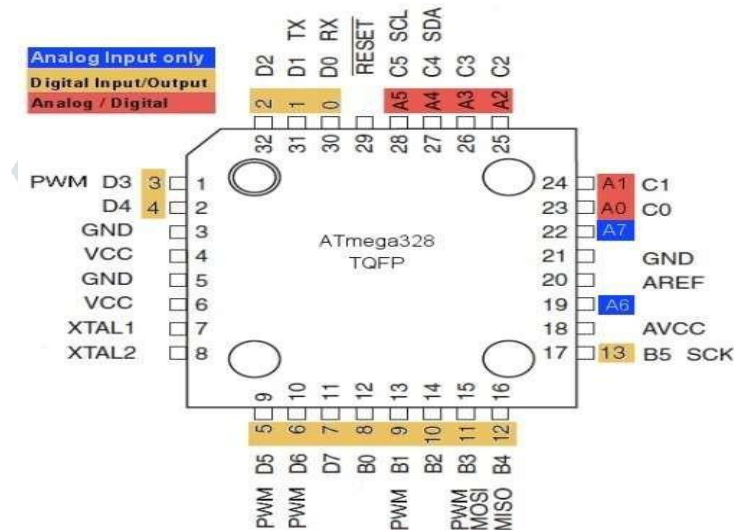 Analog Input only
Digital Input/Output
Analog / Digital
D2
D1 TX
D0 RX
RESET
C5 SCL
C4 SDA
C3
C2
2
1
0
A5
A4
A3
A2
32
31
30
29
28
27
26
25
PWM D3 3 1
D4 4 2
GND 3
VCC 4
GND 5
VCC 6
XTAL1 7
XTAL2 8
ATmega328
TQFP
24 A1 C1
23 A0 C0
22 A7
21 GND
20 AREF
19 A6
18 AVCC
17 13 B5 SCK
9
10
11
12
13
14
15
16
5
6
7
8
9
10
11
12
PWM D5
PWM D6
D7
B0
PWM B1
B2
PWM B3
MOSI
B4
MISO